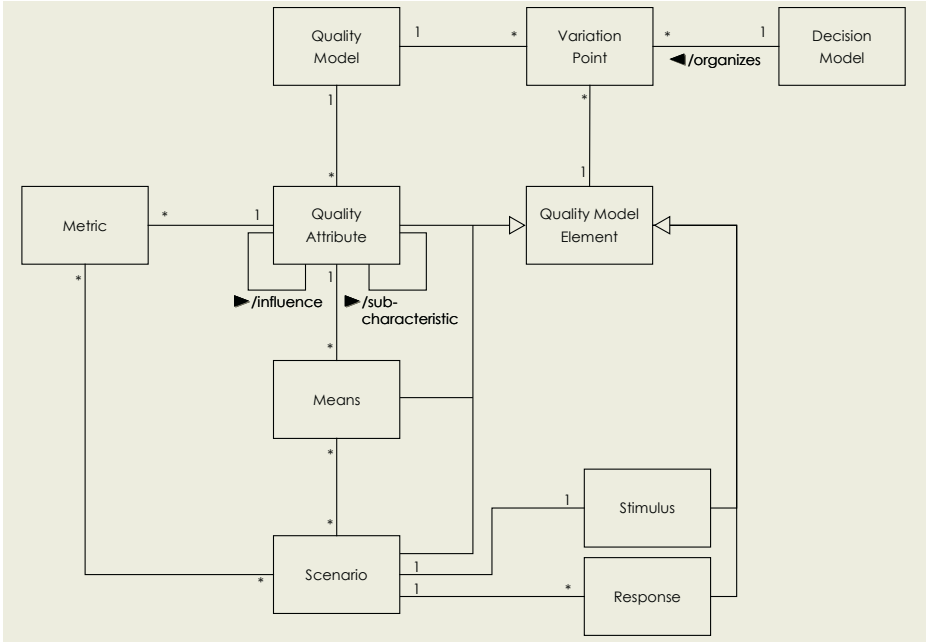 Quality
Model
1
*
Variation
Point
*
1
◄/organizes
Decision
Model
1
*
*
1
Metric
*
1
Quality
Attribute
Quality Model
Element
*
1
►/influence
►/sub-
characteristic
*
Means
*
*
1
Stimulus
Scenario
*
1
1
*
Response